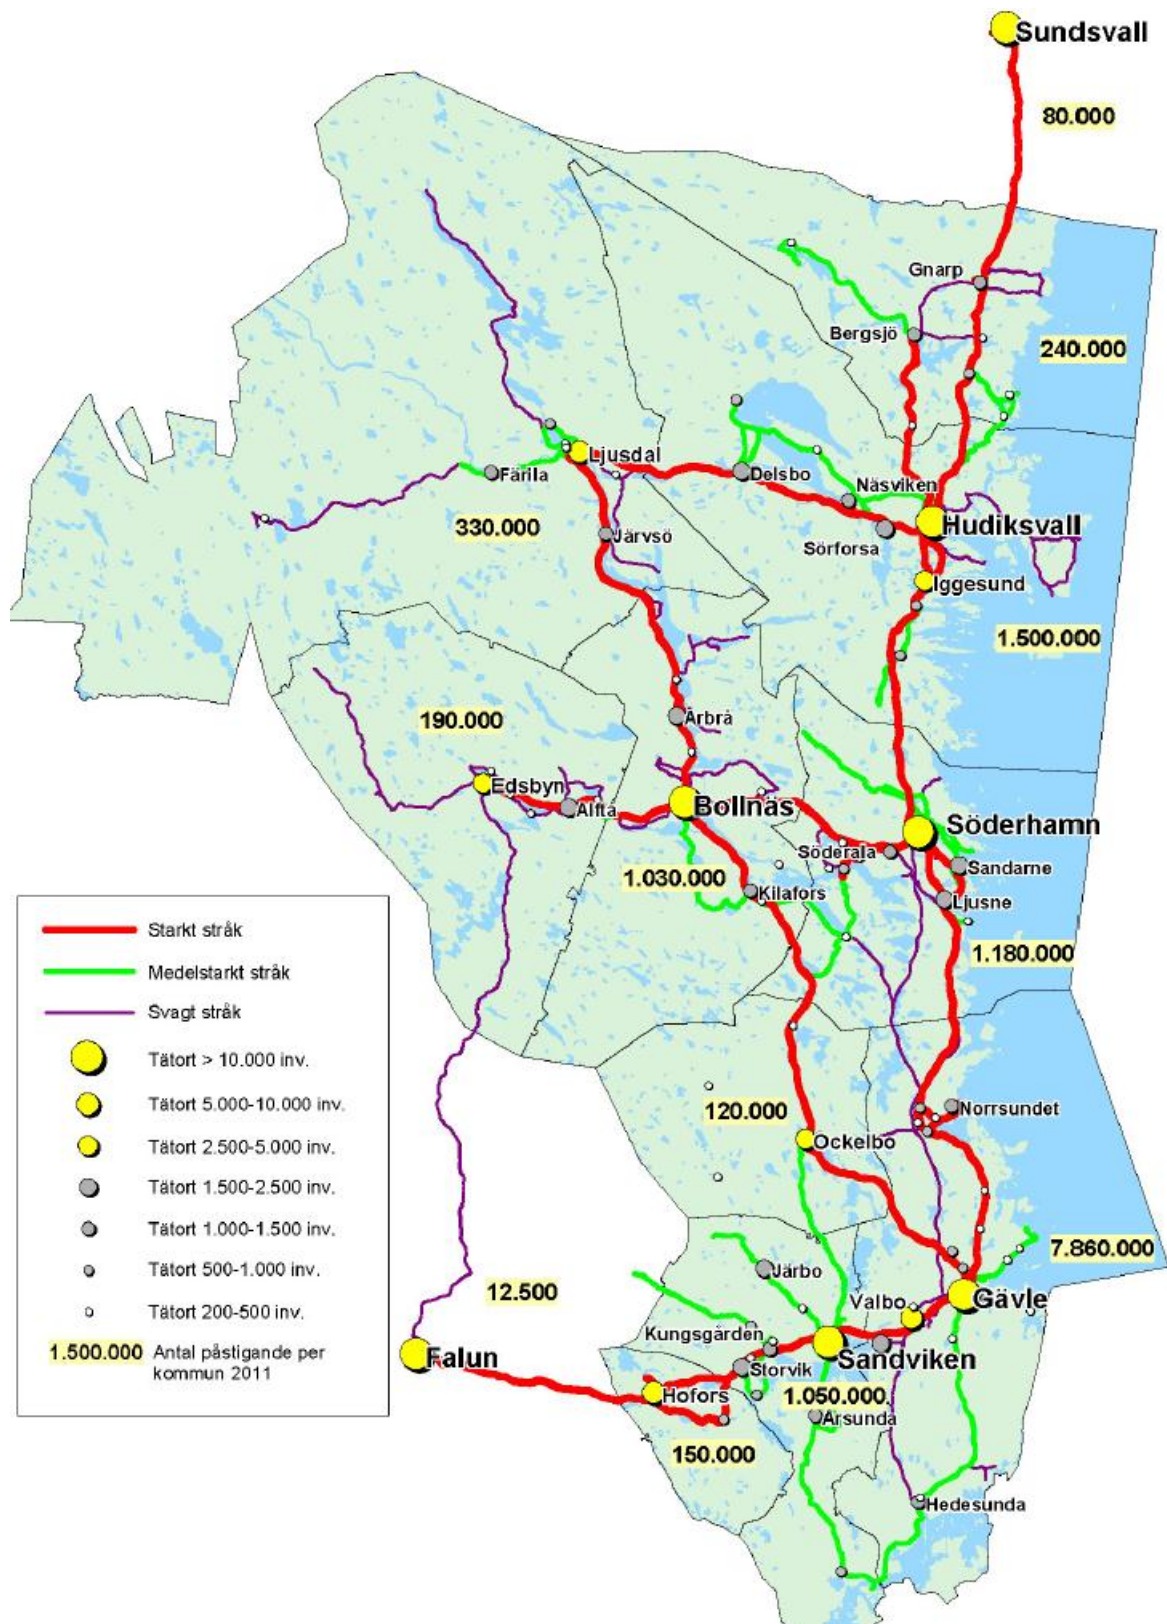 Sundsvall
80.000
Gnarp
Bergsjö
240.000
Ljusdal
Färila
Delsbo
Näsviken
330.000
Hudiksvall
Järvsö
Sörforsa
Iggesund
1.500.000
190.000
Arbrå
Edsbyn
Alfta
Bollnäs
Söderhamn
Söderala
Sandarne
1.030.000
Kilafors
Ljusne
1.180.000
Starkt stråk
Medelstarkt stråk
Svagt stråk
Tätort > 10.000 inv.
Tätort 5.000-10.000 inv.
Tätort 2.500-5.000 inv.
Tätort 1.500-2.500 inv.
Tätort 1.000-1.500 inv.
Tätort 500-1.000 inv.
Tätort 200-500 inv.
1.500.000 Antal påstigande per
kommun 2011
120.000
Norrsundet
Ockelbo
7.860.000
Järbo
12.500
Valbo
Gävle
Kungsgården
Falun
Sandviken
Storvik
Hofors
1.050.000
Årsunda
150.000
Hedesunda